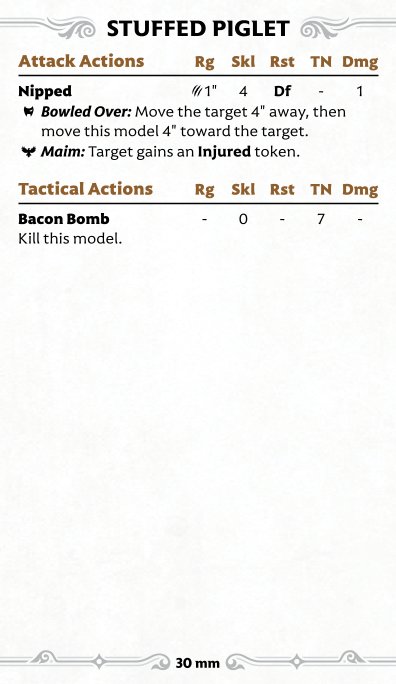 STUFFED PIGLET
Attack Actions Rg Skl Rst TN Dmg
Nipped 1" 4 Df - 1
Bowled Over: Move the target 4" away, then
move this model 4" toward the target.
Maim: Target gains an Injured token.
Tactical Actions Rg Skl Rst TN Dmg
Bacon Bomb - 0 - 7 -
Kill this model.
30 mm